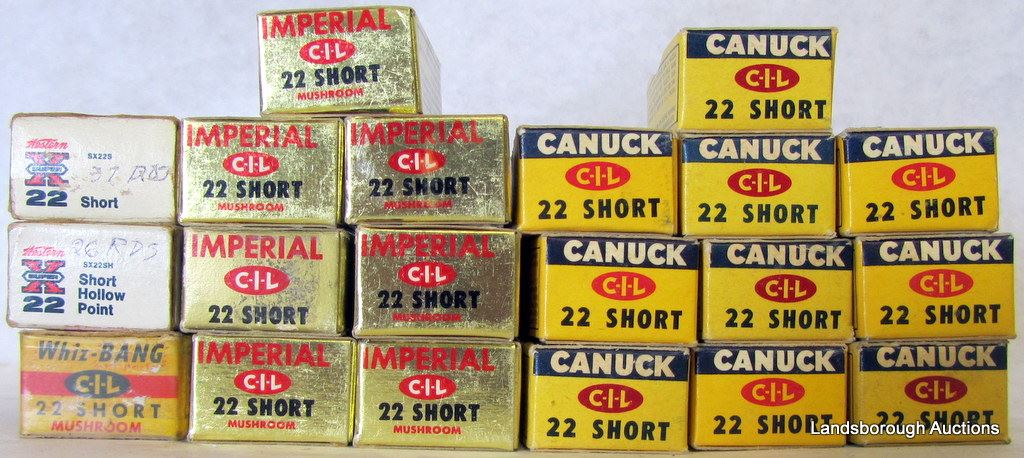 IMPERIAL
C-I-L
22 SHORT
MUSHROOM
CANUCK
C-I-L
22 SHORT
Western
SX22S
SUPER
X
RDS
22 Short
IMPERIAL
C-I-L
22 SHORT
MUSHROOM
IMPERIAL
C-I-L
22 SHORT
MUSHROOM
CANUCK
C-I-L
22 SHORT
CANUCK
C-I-L
22 SHORT
CANUCK
C-I-L
22 SHORT
Western
26 RDS
SX22SH
SUPER
X
22
Short
Hollow
Point
IMPERIAL
C-I-L
22 SHORT
IMPERIAL
C-I-L
22 SHORT
MUSHROOM
CANUCK
C-I-L
22 SHORT
CANUCK
C-I-L
22 SHORT
CANUCK
C-I-L
22 SHORT
Whiz-BANG
C-I-L
22 SHORT
MUSHROOM
IMPERIAL
C-I-L
22 SHORT
MUSHROOM
IMPERIAL
C-I-L
22 SHORT
MUSHROOM
CANUCK
C-I-L
22 SHORT
CANUCK
C-I-L
22 SHORT
CANUCK
C-I-L
22 SHORT
Landsborough Auctions